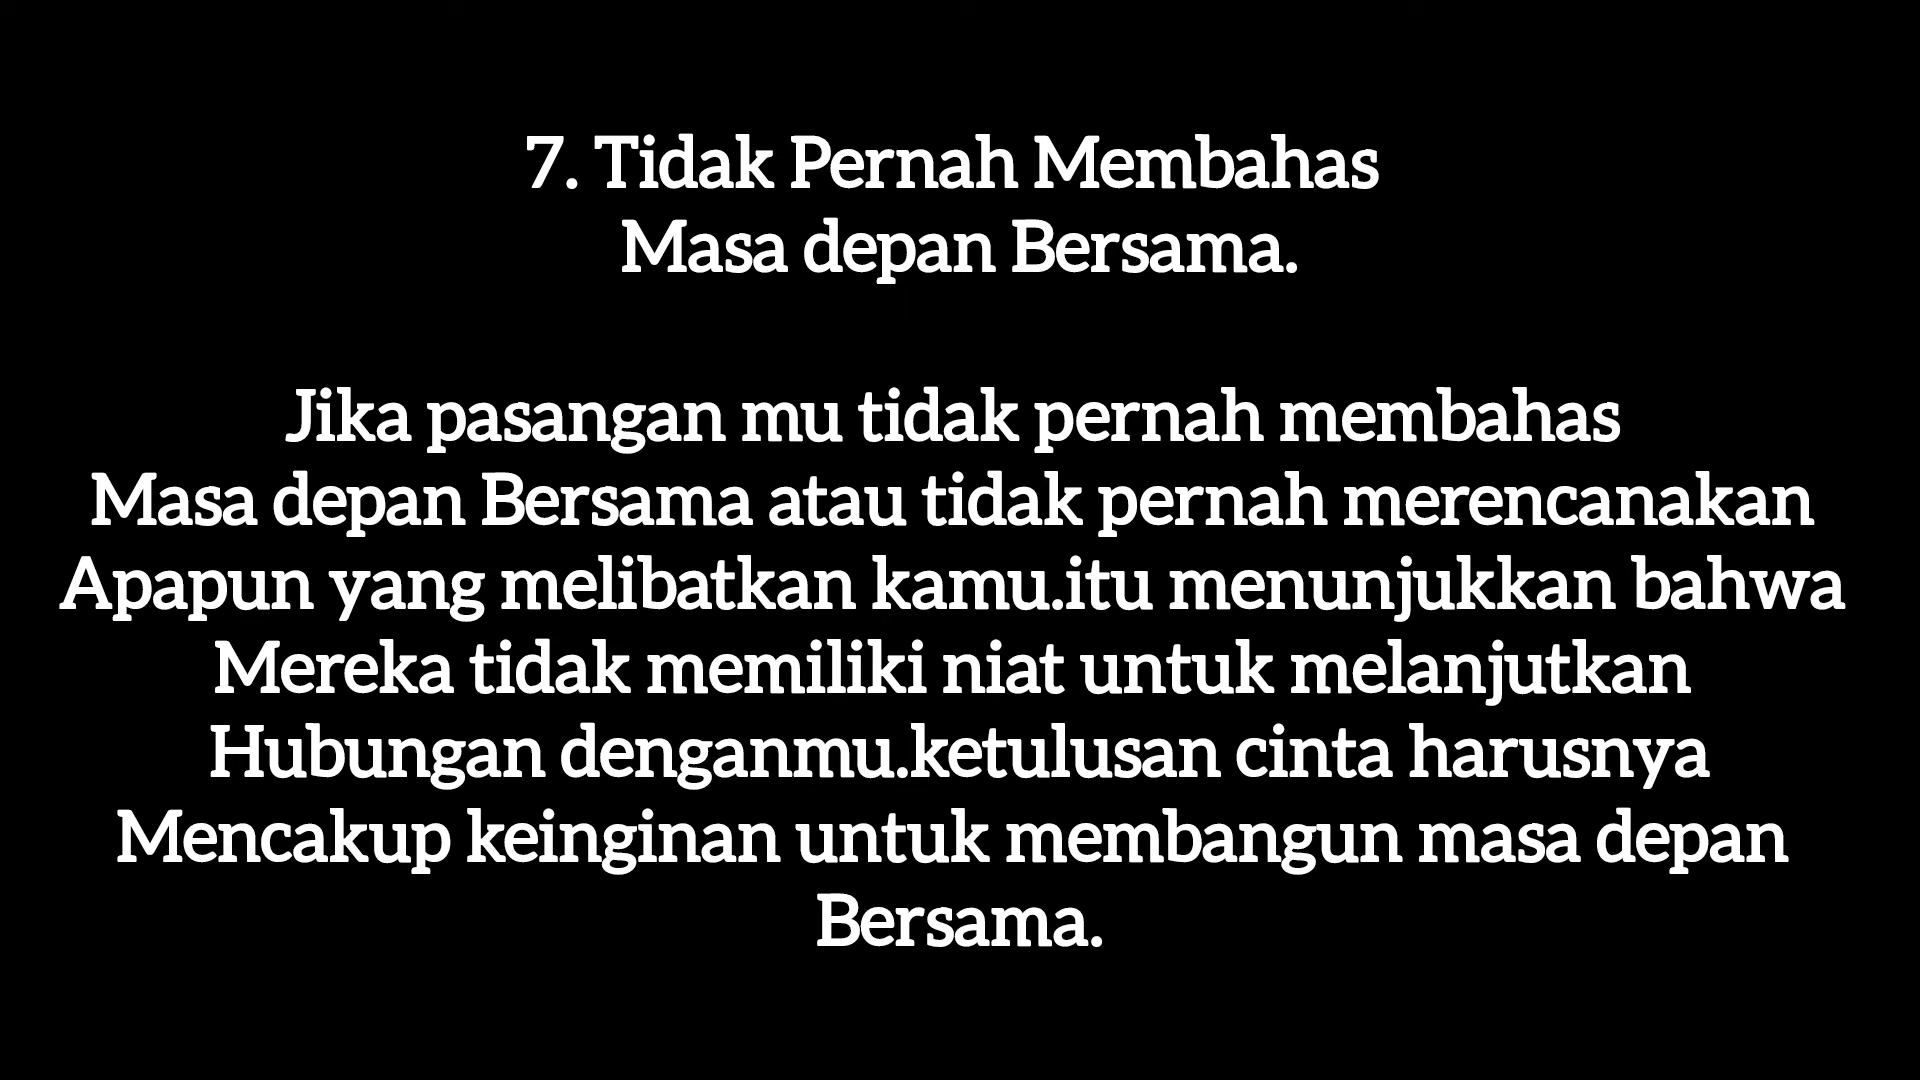 7. Tidak Pernah Membahas
Masa depan Bersama.
Jika pasangan mu tidak pernah membahas
Masa depan Bersama atau tidak pernah merencanakan
Apapun yang melibatkan kamu.itu menunjukkan bahwa
Mereka tidak memiliki niat untuk melanjutkan
Hubungan denganmu.ketulusan cinta harusnya
Mencakup keinginan untuk membangun masa depan
Bersama.